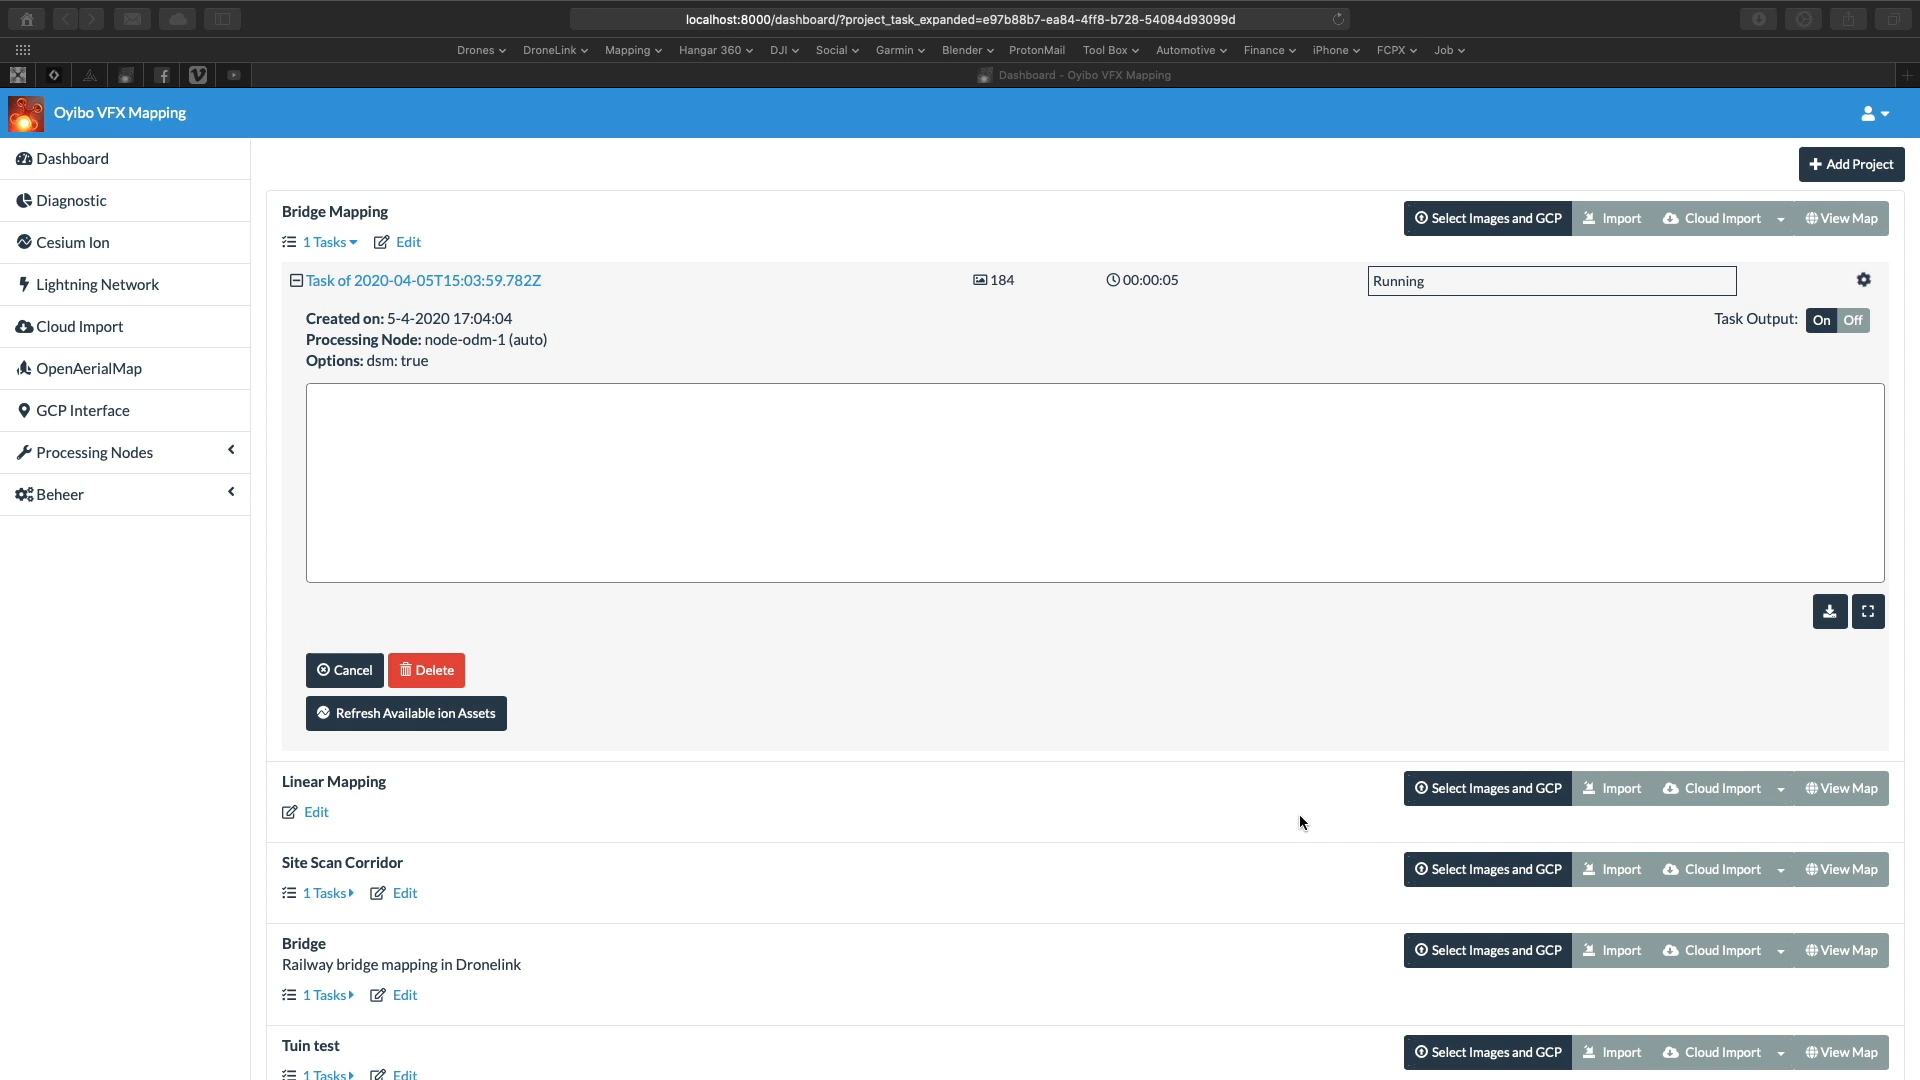 localhost:8000/dashboard/?project_task_expanded=e97b88b7-ea84-4ff8-b728-54084d93099d
Drones DroneLink Mapping Hangar 360 DJI Social Garmin Blender ProtonMail Tool Box Automotive Finance iPhone FCPX Job
Dashboard - Oyibo VFX Mapping
Oyibo VFX Mapping
Dashboard
Diagnostic
Cesium Ion
Lightning Network
Cloud Import
OpenAerialMap
GCP Interface
Processing Nodes
Beheer
Add Project
Bridge Mapping
Select Images and GCP Import Cloud Import View Map
1 Tasks Edit
Task of 2020-04-05T15:03:59.782Z 184 00:00:05 Running
Created on: 5-4-2020 17:04:04
Task Output: On Off
Processing Node: node-odm-1 (auto)
Options: dsm: true
Cancel Delete
Refresh Available ion Assets
Linear Mapping
Select Images and GCP Import Cloud Import View Map
Edit
Site Scan Corridor
Select Images and GCP Import Cloud Import View Map
1 Tasks Edit
Bridge
Select Images and GCP Import Cloud Import View Map
Railway bridge mapping in Dronelink
1 Tasks Edit
Tuin test
Select Images and GCP Import Cloud Import View Map
1 Tasks Edit